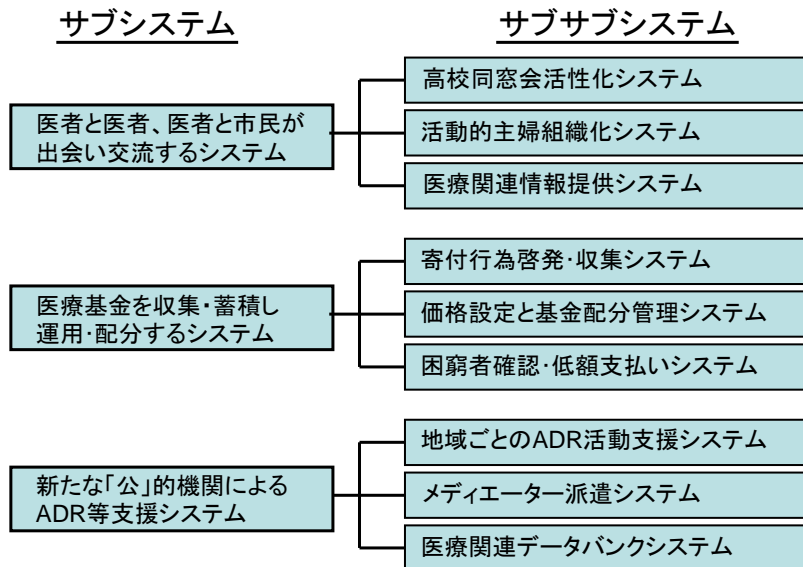 サブシステム
サブサブシステム
医者と医者、医者と市民が
出会い交流するシステム
高校同窓会活性化システム
活動的主婦組織化システム
医療関連情報提供システム
医療基金を収集・蓄積し
運用・配分するシステム
寄付行為啓発・収集システム
価格設定と基金配分管理システム
困窮者確認・低額支払いシステム
新たな「公」的機関による
ADR等支援システム
地域ごとのADR活動支援システム
メディエーター派遣システム
医療関連データバンクシステム